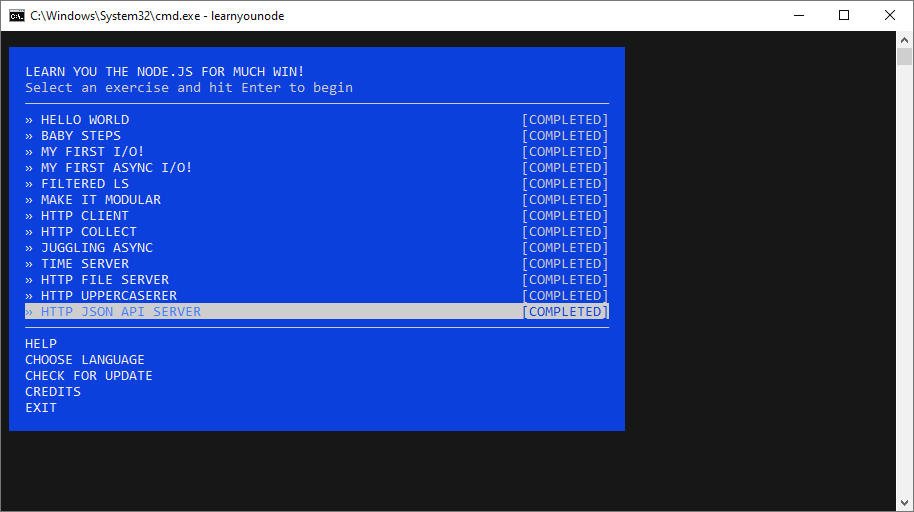 C:\Windows\System32\cmd.exe - learnyounode
LEARN YOU THE NODE.JS FOR MUCH WIN!
Select an exercise and hit Enter to begin
» HELLO WORLD [COMPLETED]
» BABY STEPS [COMPLETED]
» MY FIRST I/O! [COMPLETED]
» MY FIRST ASYNC I/O! [COMPLETED]
» FILTERED LS [COMPLETED]
» MAKE IT MODULAR [COMPLETED]
» HTTP CLIENT [COMPLETED]
» HTTP COLLECT [COMPLETED]
» JUGGLING ASYNC [COMPLETED]
» TIME SERVER [COMPLETED]
» HTTP FILE SERVER [COMPLETED]
» HTTP UPPERCASERER [COMPLETED]
» HTTP JSON API SERVER [COMPLETED]
HELP
CHOOSE LANGUAGE
CHECK FOR UPDATE
CREDITS
EXIT